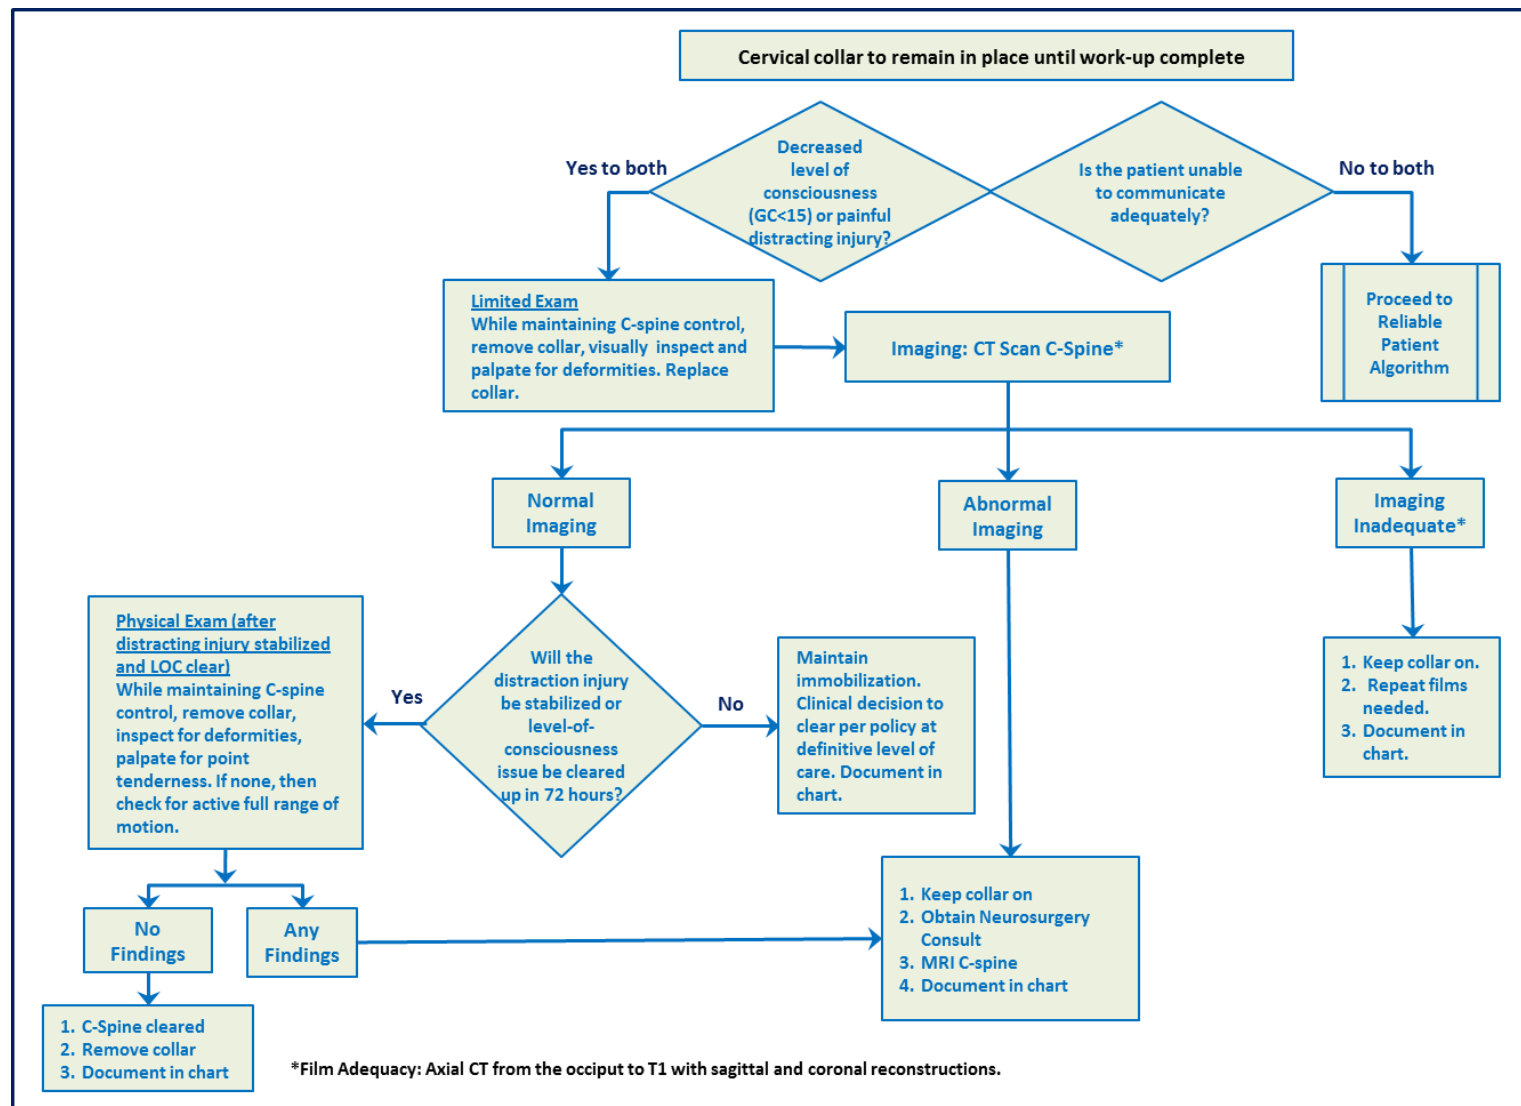 Cervical collar to remain in place until work-up complete
Yes to both
Decreased
level of
consciousness
(GC<15) or painful
distracting injury?
Is the patient unable
to communicate
adequately?
No to both
Limited Exam
While maintaining C-spine control,
remove collar, visually inspect and
palpate for deformities. Replace
collar.
Imaging: CT Scan C-Spine*
Proceed to
Reliable
Patient
Algorithm
Normal
Imaging
Abnormal
Imaging
Imaging
Inadequate*
Physical Exam (after
distracting injury stabilized
and LOC clear)
While maintaining C-spine
control, remove collar,
inspect for deformities,
palpate for point
tenderness. If none, then
check for active full range of
motion.
Yes
Will the
distraction injury
be stabilized or
level-of-
consciousness
issue be cleared
up in 72 hours?
No
Maintain
immobilization.
Clinical decision to
clear per policy at
definitive level of
care. Document in
chart.
1. Keep collar on.
2. Repeat films
needed.
3. Document in
chart.
No
Findings
Any
Findings
1. Keep collar on
2. Obtain Neurosurgery
Consult
3. MRI C-spine
4. Document in chart
1. C-Spine cleared
2. Remove collar
3. Document in chart
*Film Adequacy: Axial CT from the occiput to T1 with sagittal and coronal reconstructions.